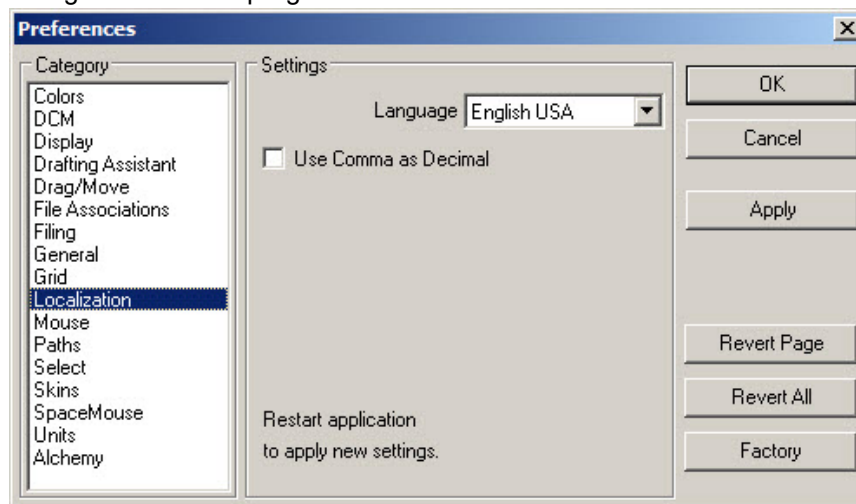 Preferences
Category
Colors
DCM
Display
Drafting Assistant
Drag/Move
File Associations
Filing
General
Grid
Localization
Mouse
Paths
Select
Skins
SpaceMouse
Units
Alchemy
Settings
Language English USA
Use Comma as Decimal
Restart application
to apply new settings.
OK
Cancel
Apply
Revert Page
Revert All
Factory